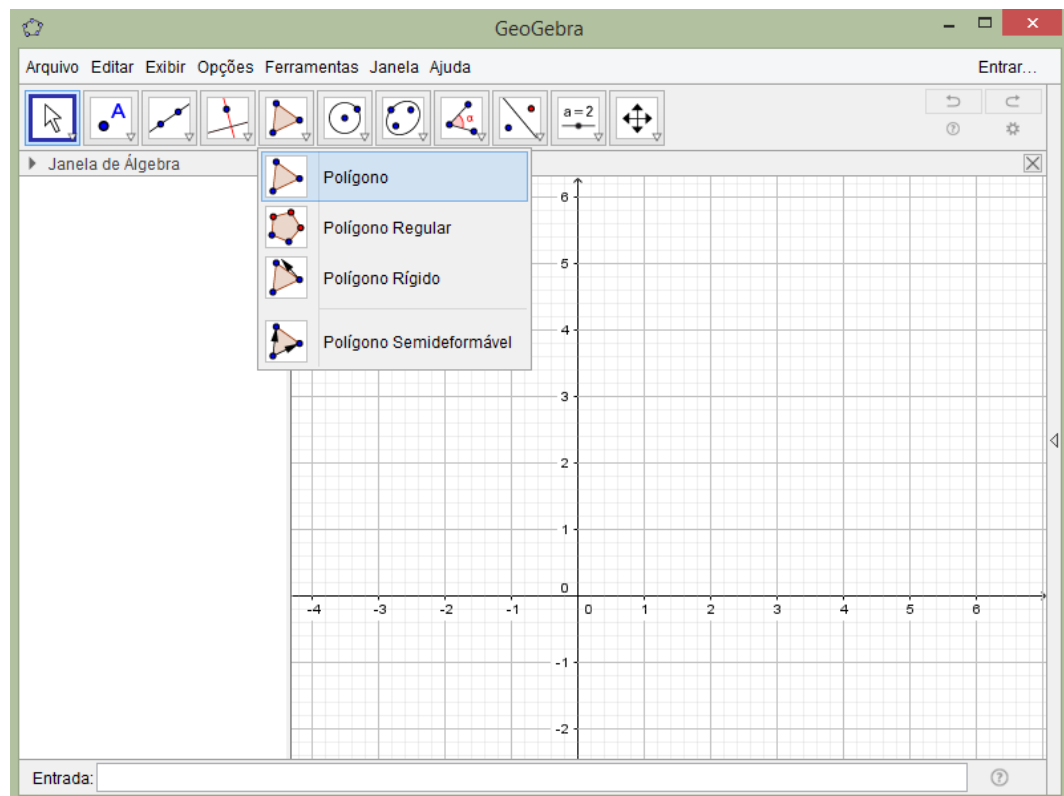 GeoGebra
Arquivo Editar Exibir Opções Ferramentas Janela Ajuda Entrar...
A α a=2
Janela de Álgebra
Polígono
Polígono Regular
Polígono Rígido
Polígono Semideformável
6
5
4
3
2
1
0
-4 -3 -2 -1 0 1 2 3 4 5 6
-1
-2
Entrada: